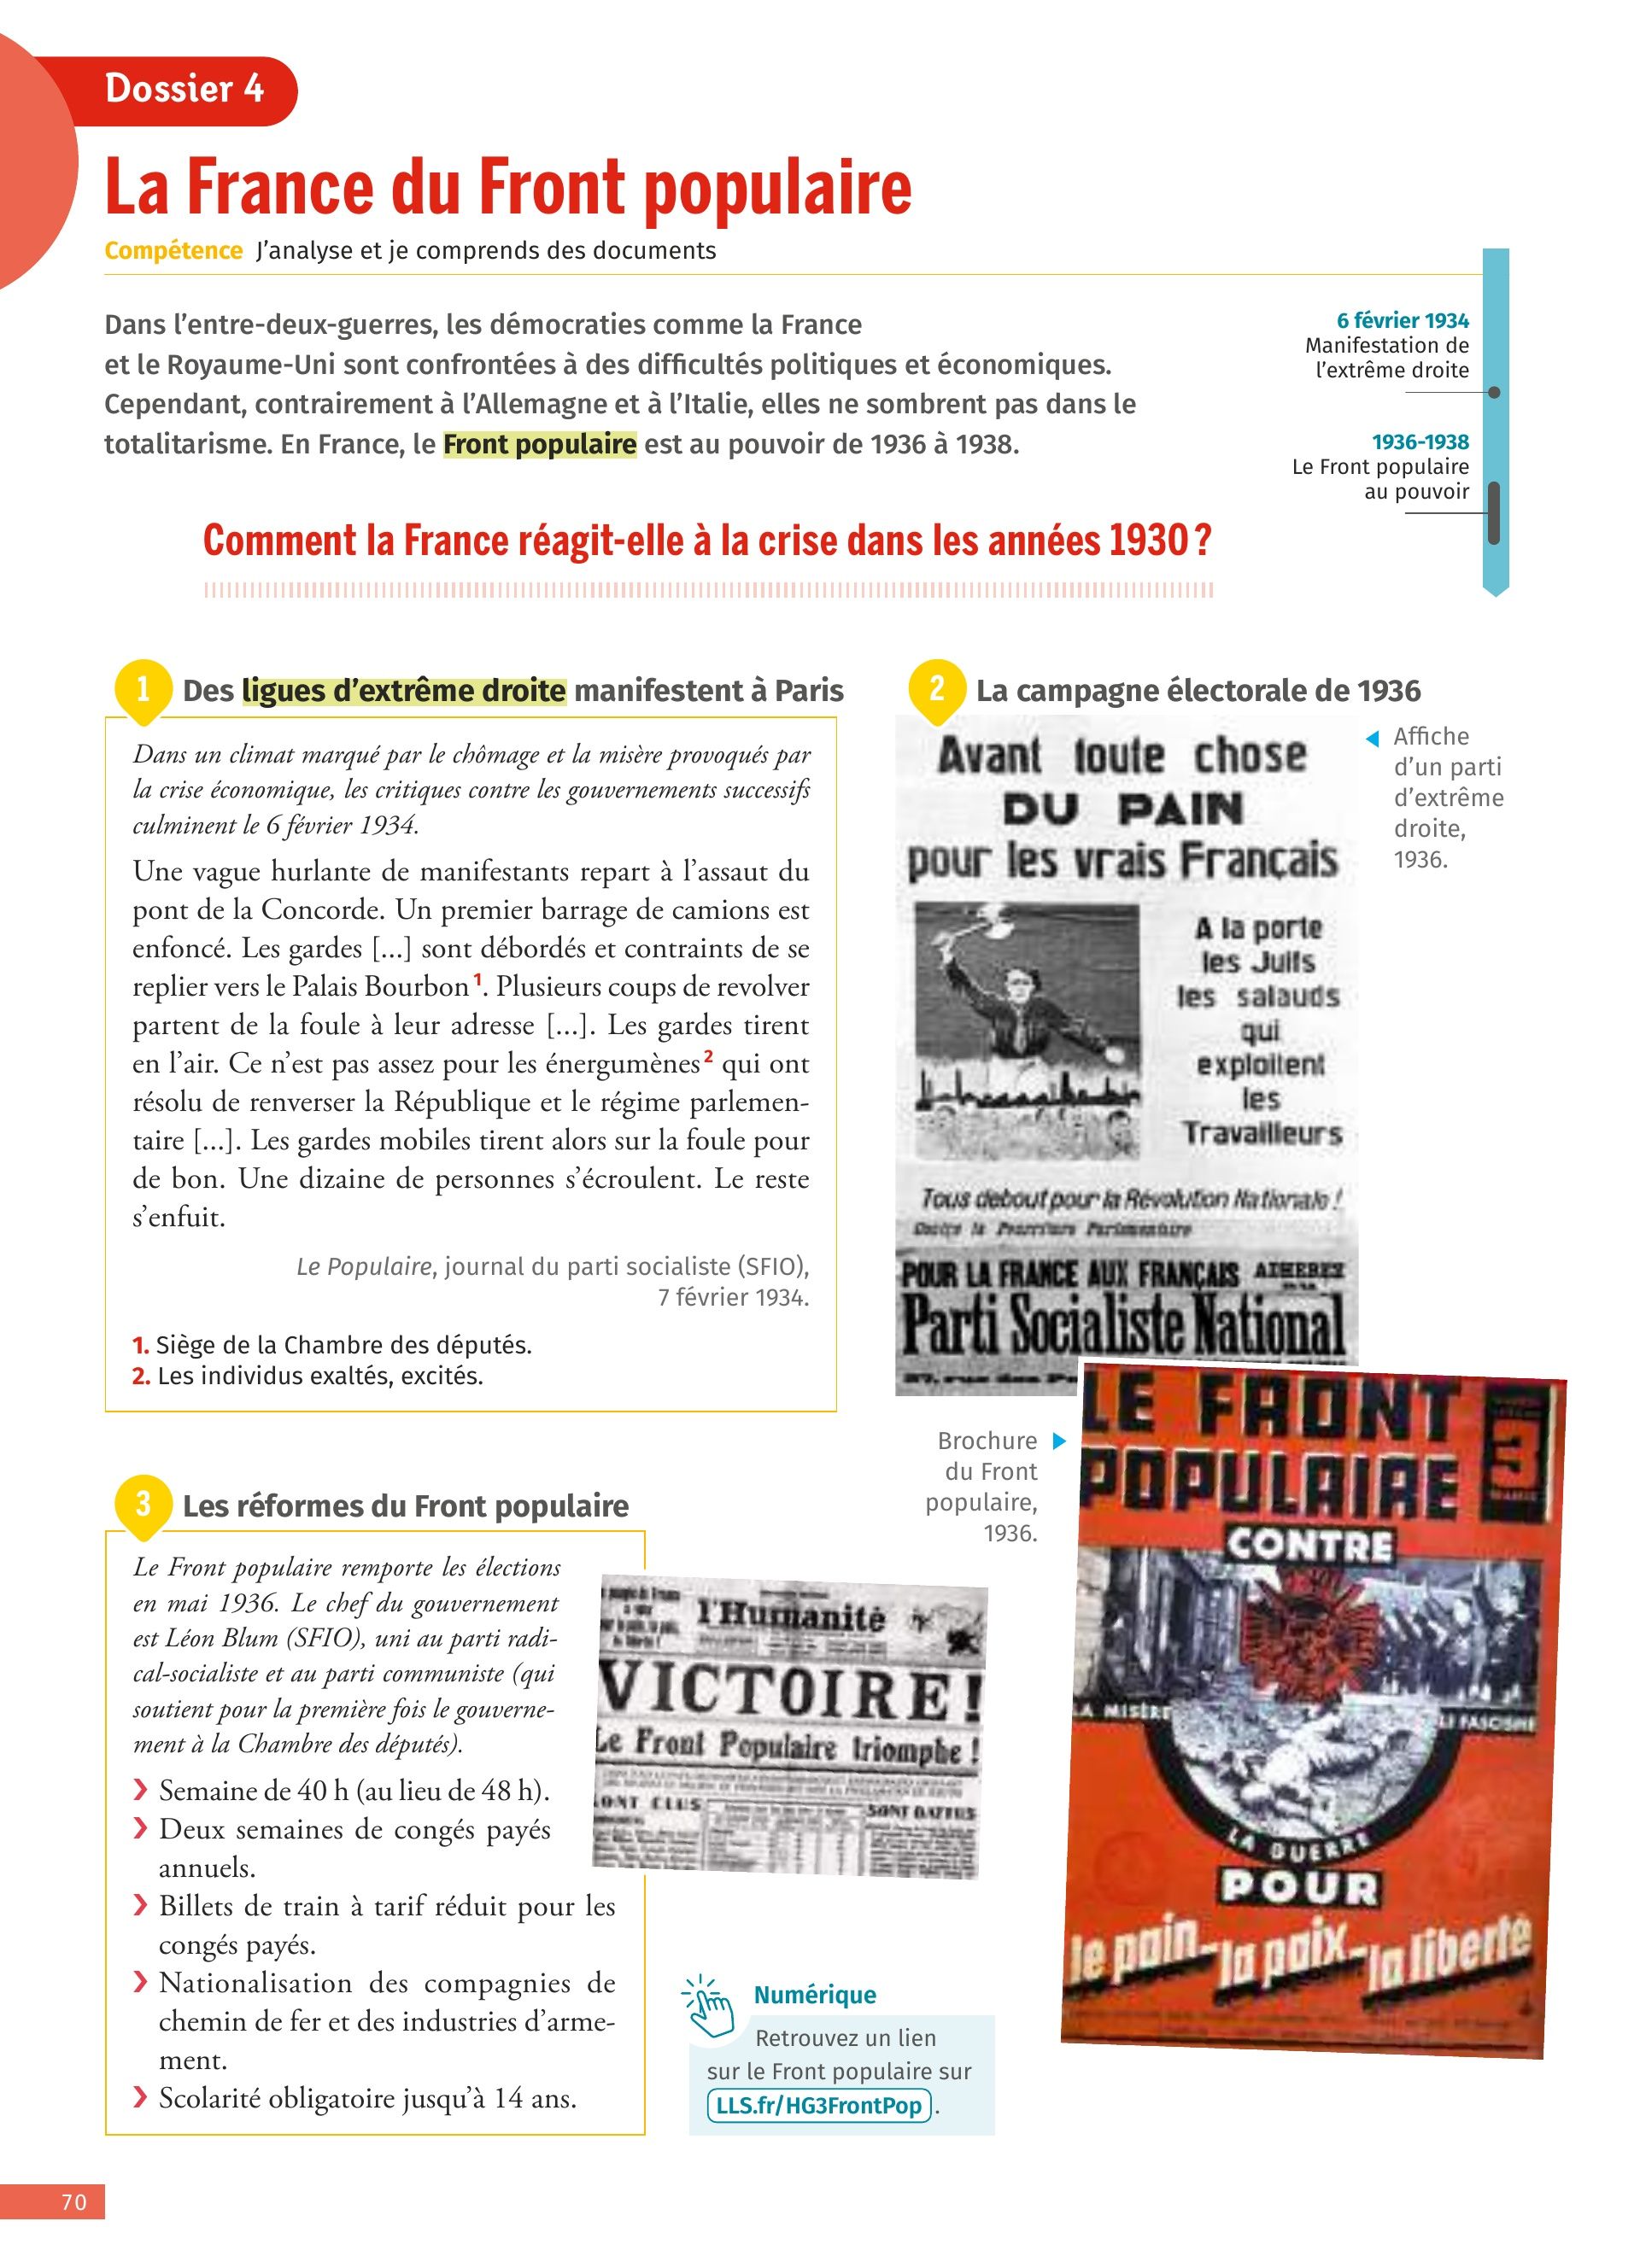 Dossier 4
La France du Front populaire
Compétence J'analyse et je comprends des documents
Dans l'entre-deux-guerres, les démocraties comme la France
et le Royaume-Uni sont confrontées à des difficultés politiques et économiques.
Cependant, contrairement à l'Allemagne et à l'Italie, elles ne sombrent pas dans le
totalitarisme. En France, le Front populaire est au pouvoir de 1936 à 1938.
6 février 1934
Manifestation de
l'extrême droite
1936-1938
Le Front populaire
au pouvoir
Comment la France réagit-elle à la crise dans les années 1930 ?
1 Des ligues d'extrême droite manifestent à Paris
Dans un climat marqué par le chômage et la misère provoqués par
la crise économique, les critiques contre les gouvernements successifs
culminent le 6 février 1934.
Une vague hurlante de manifestants repart à l'assaut du
pont de la Concorde. Un premier barrage de camions est
enfoncé. Les gardes [...] sont débordés et contraints de se
replier vers le Palais Bourbon 1. Plusieurs coups de revolver
partent de la foule à leur adresse [...]. Les gardes tirent
en l'air. Ce n'est pas assez pour les énergumènes 2 qui ont
résolu de renverser la République et le régime parlemen-
taire [...]. Les gardes mobiles tirent alors sur la foule pour
de bon. Une dizaine de personnes s'écroulent. Le reste
s'enfuit.
Le Populaire, journal du parti socialiste (SFIO),
7 février 1934.
1. Siège de la Chambre des députés.
2. Les individus exaltés, excités.
2 La campagne électorale de 1936
Avant toute chose
DU PAIN
pour les vrais Français
A la porte
les Juifs
les salauds
qui
exploitent
les
Travailleurs
Tous debout pour la Révolution Nationale !
POUR LA FRANCE AUX FRANÇAIS ADHEREZ
Parti Socialiste National
Affiche
d'un parti
d'extrême
droite,
1936.
Brochure
du Front
populaire,
1936.
LE FRONT
POPULAIRE
3
CONTRE
LA MISÈRE
LE FASCISME
LA GUERRE
POUR
le pain_la paix_la liberté
3 Les réformes du Front populaire
Le Front populaire remporte les élections
en mai 1936. Le chef du gouvernement
est Léon Blum (SFIO), uni au parti radi-
cal-socialiste et au parti communiste (qui
soutient pour la première fois le gouverne-
ment à la Chambre des députés).
❯ Semaine de 40 h (au lieu de 48 h).
❯ Deux semaines de congés payés
annuels.
❯ Billets de train à tarif réduit pour les
congés payés.
❯ Nationalisation des compagnies de
chemin de fer et des industries d'arme-
ment.
❯ Scolarité obligatoire jusqu'à 14 ans.
l'Humanité
VICTOIRE !
Le Front Populaire triomphe !
SONT ELUS
SONT BATTUS
Numérique
Retrouvez un lien
sur le Front populaire sur
LLS.fr/HG3FrontPop .
70